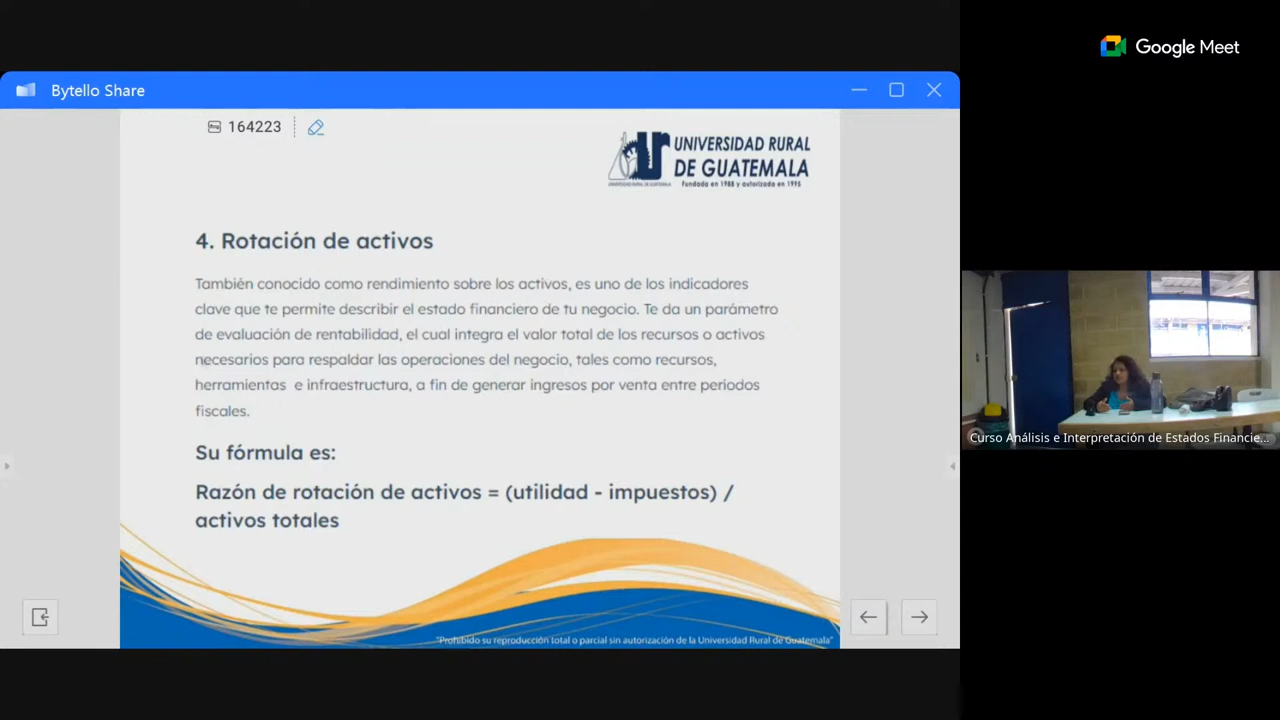 Google Meet
Bytello Share
164223
UNIVERSIDAD RURAL
DE GUATEMALA
Fundada en 1988 y autorizada en 1995
UNIVERSIDAD RURAL DE GUATEMALA
4. Rotación de activos
También conocido como rendimiento sobre los activos, es uno de los indicadores
clave que te permite describir el estado financiero de tu negocio. Te da un parámetro
de evaluación de rentabilidad, el cual integra el valor total de los recursos o activos
necesarios para respaldar las operaciones del negocio, tales como recursos,
herramientas e infraestructura, a fin de generar ingresos por venta entre periodos
fiscales.
Su fórmula es:
Razón de rotación de activos = (utilidad - impuestos) /
activos totales
"Prohibido su reproducción total o parcial sin autorización de la Universidad Rural de Guatemala"
Curso Análisis e Interpretación de Estados Financie...